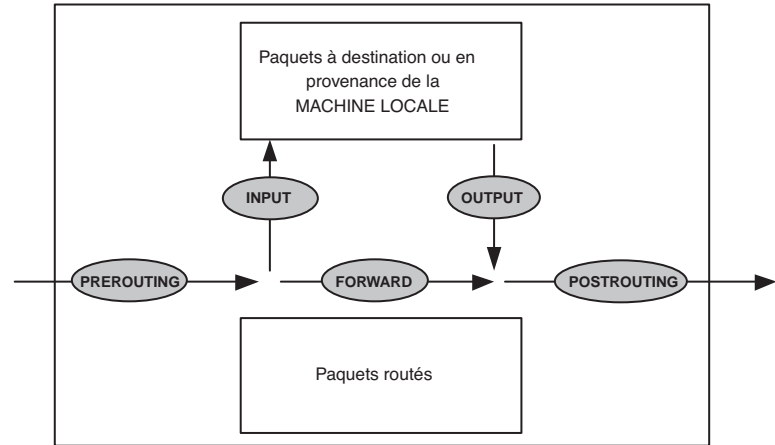 Paquets à destination ou en
provenance de la
MACHINE LOCALE
INPUT
OUTPUT
PREROUTING
FORWARD
POSTROUTING
Paquets routés